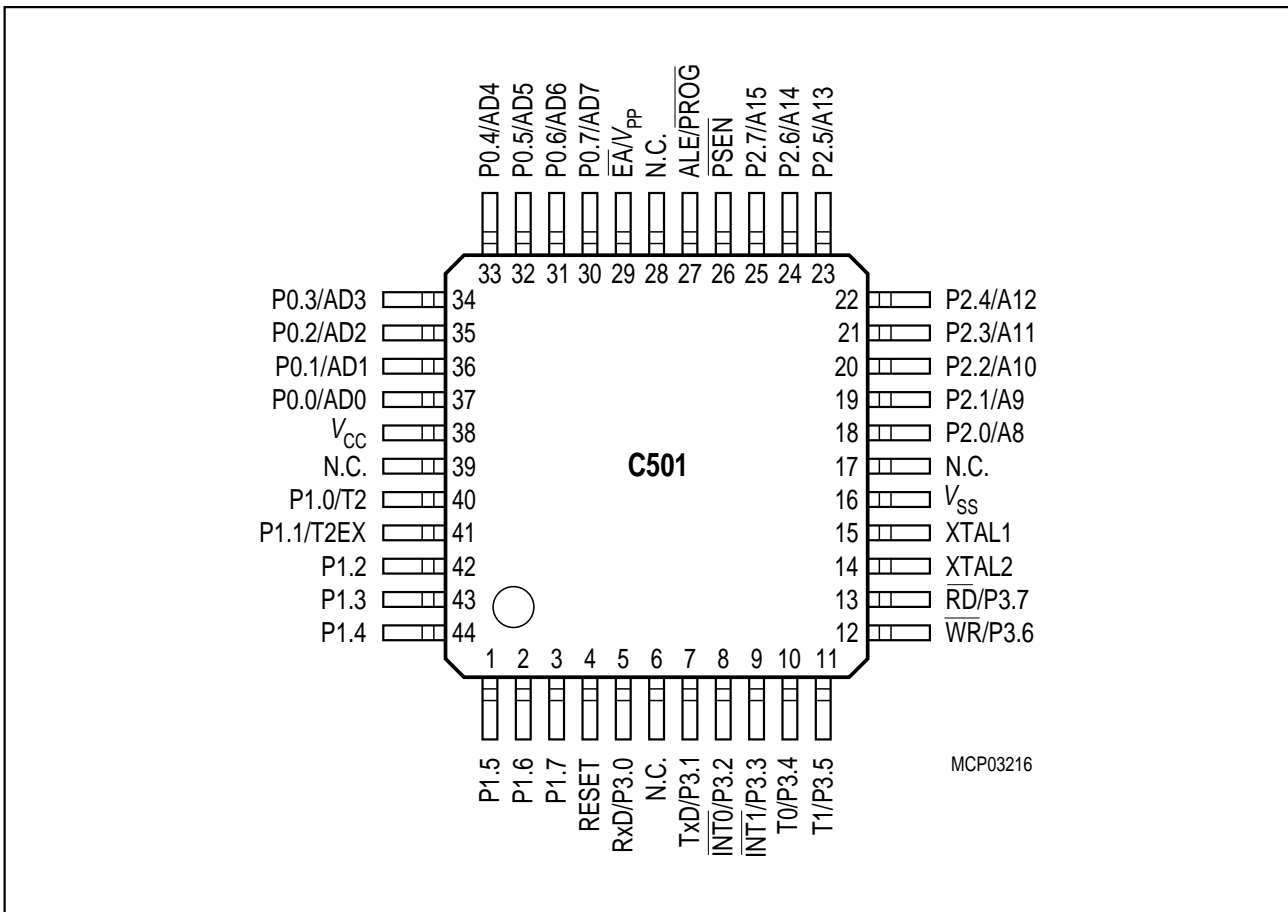 P0.4/AD4
P0.5/AD5
P0.6/AD6
P0.7/AD7
E̅A̅/VPP
N.C.
ALE/P̅R̅O̅G̅
P̅S̅E̅N̅
P2.7/A15
P2.6/A14
P2.5/A13
33 32 31 30 29 28 27 26 25 24 23
P0.3/AD3 34
P0.2/AD2 35
P0.1/AD1 36
P0.0/AD0 37
VCC 38
N.C. 39
P1.0/T2 40
P1.1/T2EX 41
P1.2 42
P1.3 43
P1.4 44
C501
22 P2.4/A12
21 P2.3/A11
20 P2.2/A10
19 P2.1/A9
18 P2.0/A8
17 N.C.
16 VSS
15 XTAL1
14 XTAL2
13 R̅D̅/P3.7
12 W̅R̅/P3.6
1 2 3 4 5 6 7 8 9 10 11
P1.5
P1.6
P1.7
RESET
RxD/P3.0
N.C.
TxD/P3.1
I̅N̅T̅0̅/P3.2
I̅N̅T̅1̅/P3.3
T0/P3.4
T1/P3.5
MCP03216